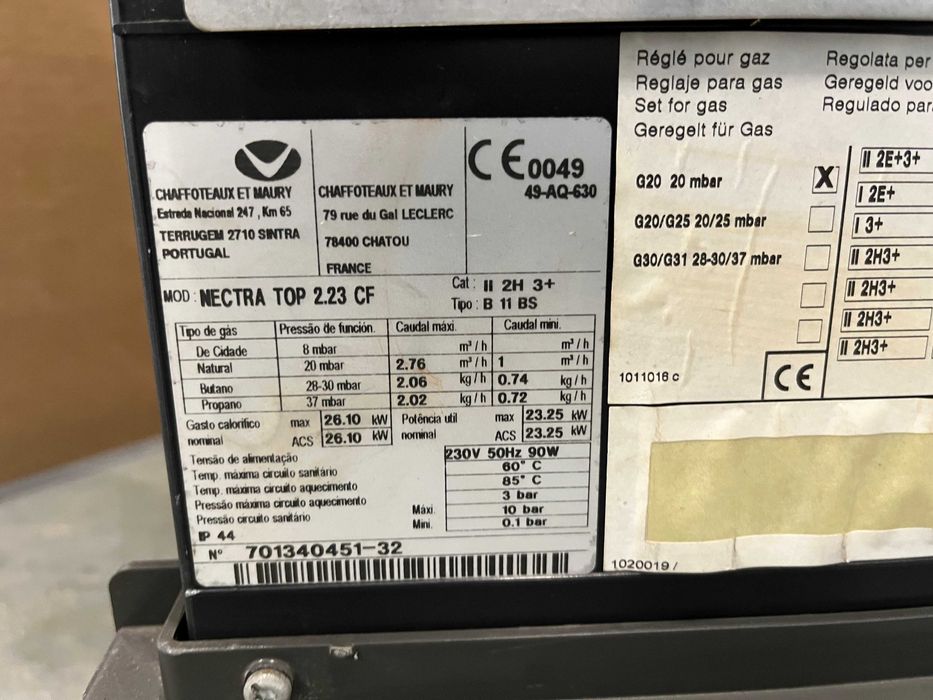 CHAFFOTEAUX ET MAURY
Estrada Nacional 247 , Km 65
TERRUGEM 2710 SINTRA
PORTUGAL
CHAFFOTEAUX ET MAURY
79 rue du Gal LECLERC
78400 CHATOU
FRANCE
CE 0049
49-AQ-630
MOD : NECTRA TOP 2.23 CF
Cat : II 2H 3+
Tipo : B 11 BS
Tipo de gás Pressão de función. Caudal máxi. Caudal mini.
De Cidade 8 mbar m³ / h m³ / h
Natural 20 mbar 2.76 m³ / h 1 m³ / h
Butano 28-30 mbar 2.06 kg / h 0.74 kg / h
Propano 37 mbar 2.02 kg / h 0.72 kg / h
Gasto calorífico nominal max 26.10 kW Potência util nominal max 23.25 kW
ACS 26.10 kW ACS 23.25 kW
Tensão de alimentação 230V 50Hz 90W
Temp. máxima circuito sanitário 60° C
Temp. máxima circuito aquecimento 85° C
Pressão máxima circuito aquecimento 3 bar
Pressão circuito sanitário Máxi. 10 bar
Mini. 0.1 bar
IP 44
N° 701340451-32
Réglé pour gaz
Reglaje para gas
Set for gas
Geregelt für Gas
Regolata per
Geregeld voo
Regulado par
G20 20 mbar X
G20/G25 20/25 mbar
G30/G31 28-30/37 mbar
II 2E+3+
I 2E+
I 3+
II 2H3+
II 2H3+
II 2H3+
II 2H3+
1011016 c
CE
1020019 /